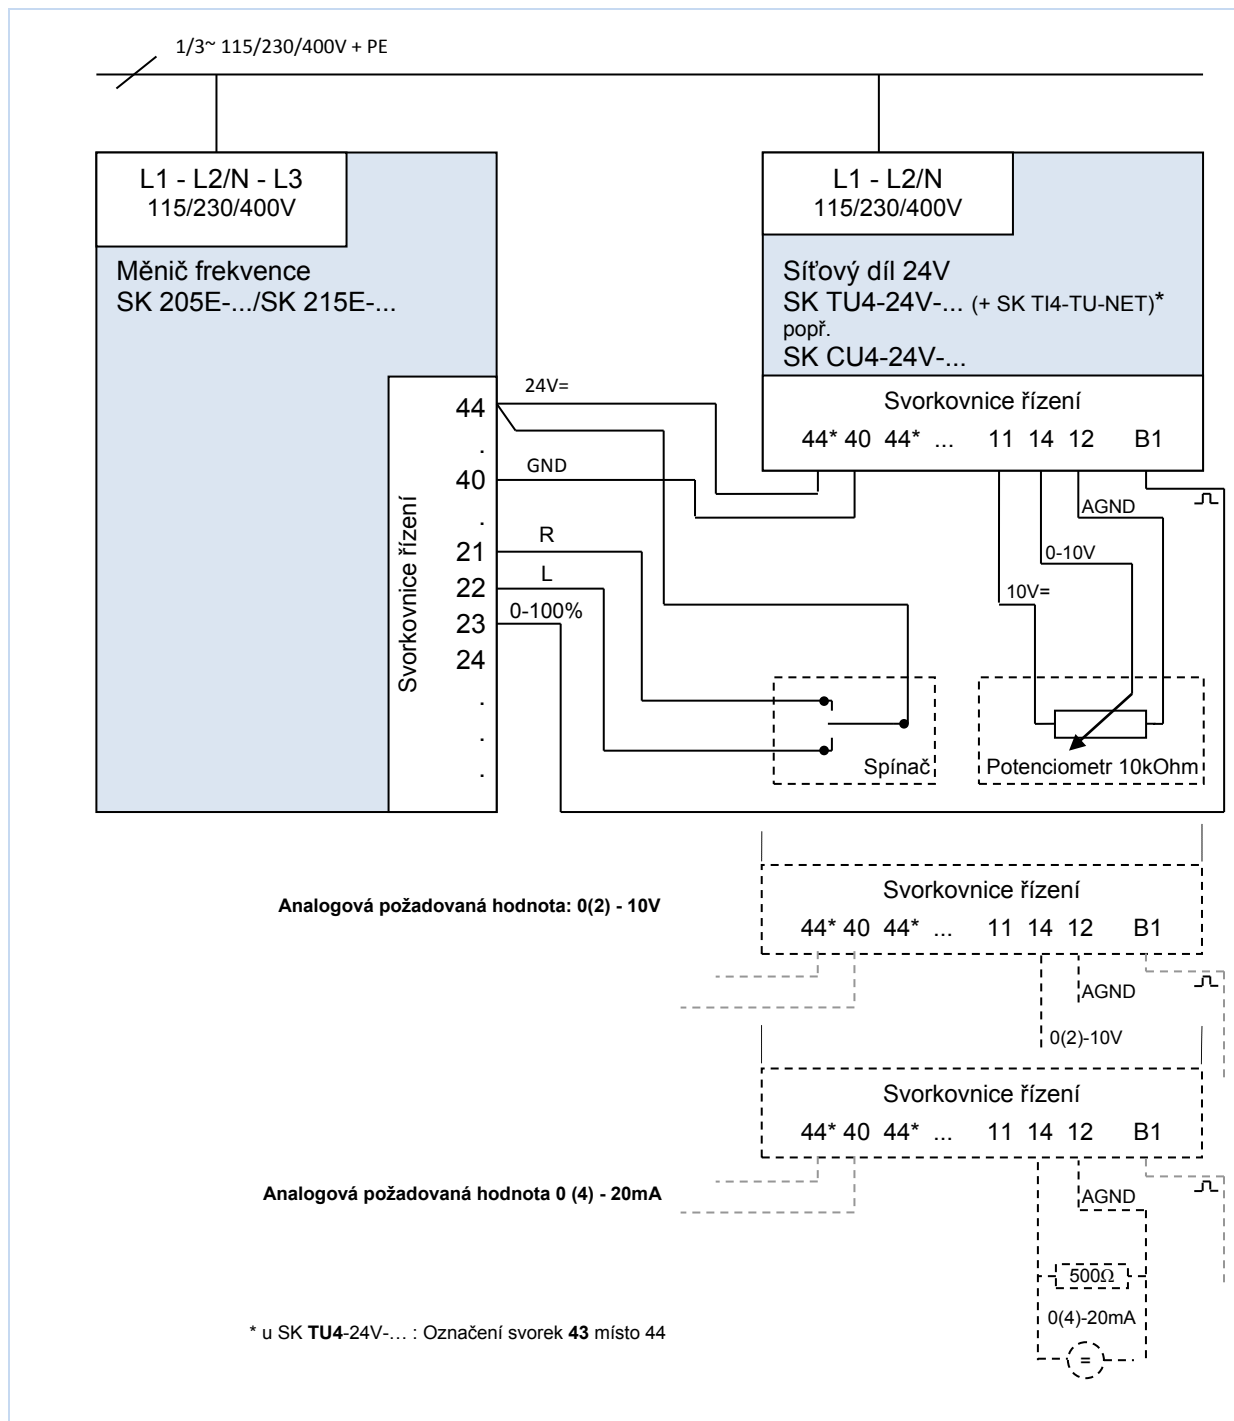 1/3~ 115/230/400V + PE
L1 - L2/N - L3
115/230/400V
Měnič frekvence
SK 205E-.../SK 215E-...
Svorkovnice řízení
44
.
40
.
21
22
23
24
.
.
.
24V=
GND
R
L
0-100%
L1 - L2/N
115/230/400V
Síťový díl 24V
SK TU4-24V-... (+ SK TI4-TU-NET)*
popř.
SK CU4-24V-...
Svorkovnice řízení
44* 40 44* ... 11 14 12 B1
AGND
0-10V
10V=
Spínač
Potenciometr 10kOhm
Analogová požadovaná hodnota: 0(2) - 10V
Svorkovnice řízení
44* 40 44* ... 11 14 12 B1
AGND
0(2)-10V
Svorkovnice řízení
44* 40 44* ... 11 14 12 B1
Analogová požadovaná hodnota 0 (4) - 20mA
AGND
500Ω
0(4)-20mA
=
* u SK TU4-24V-... : Označení svorek 43 místo 44